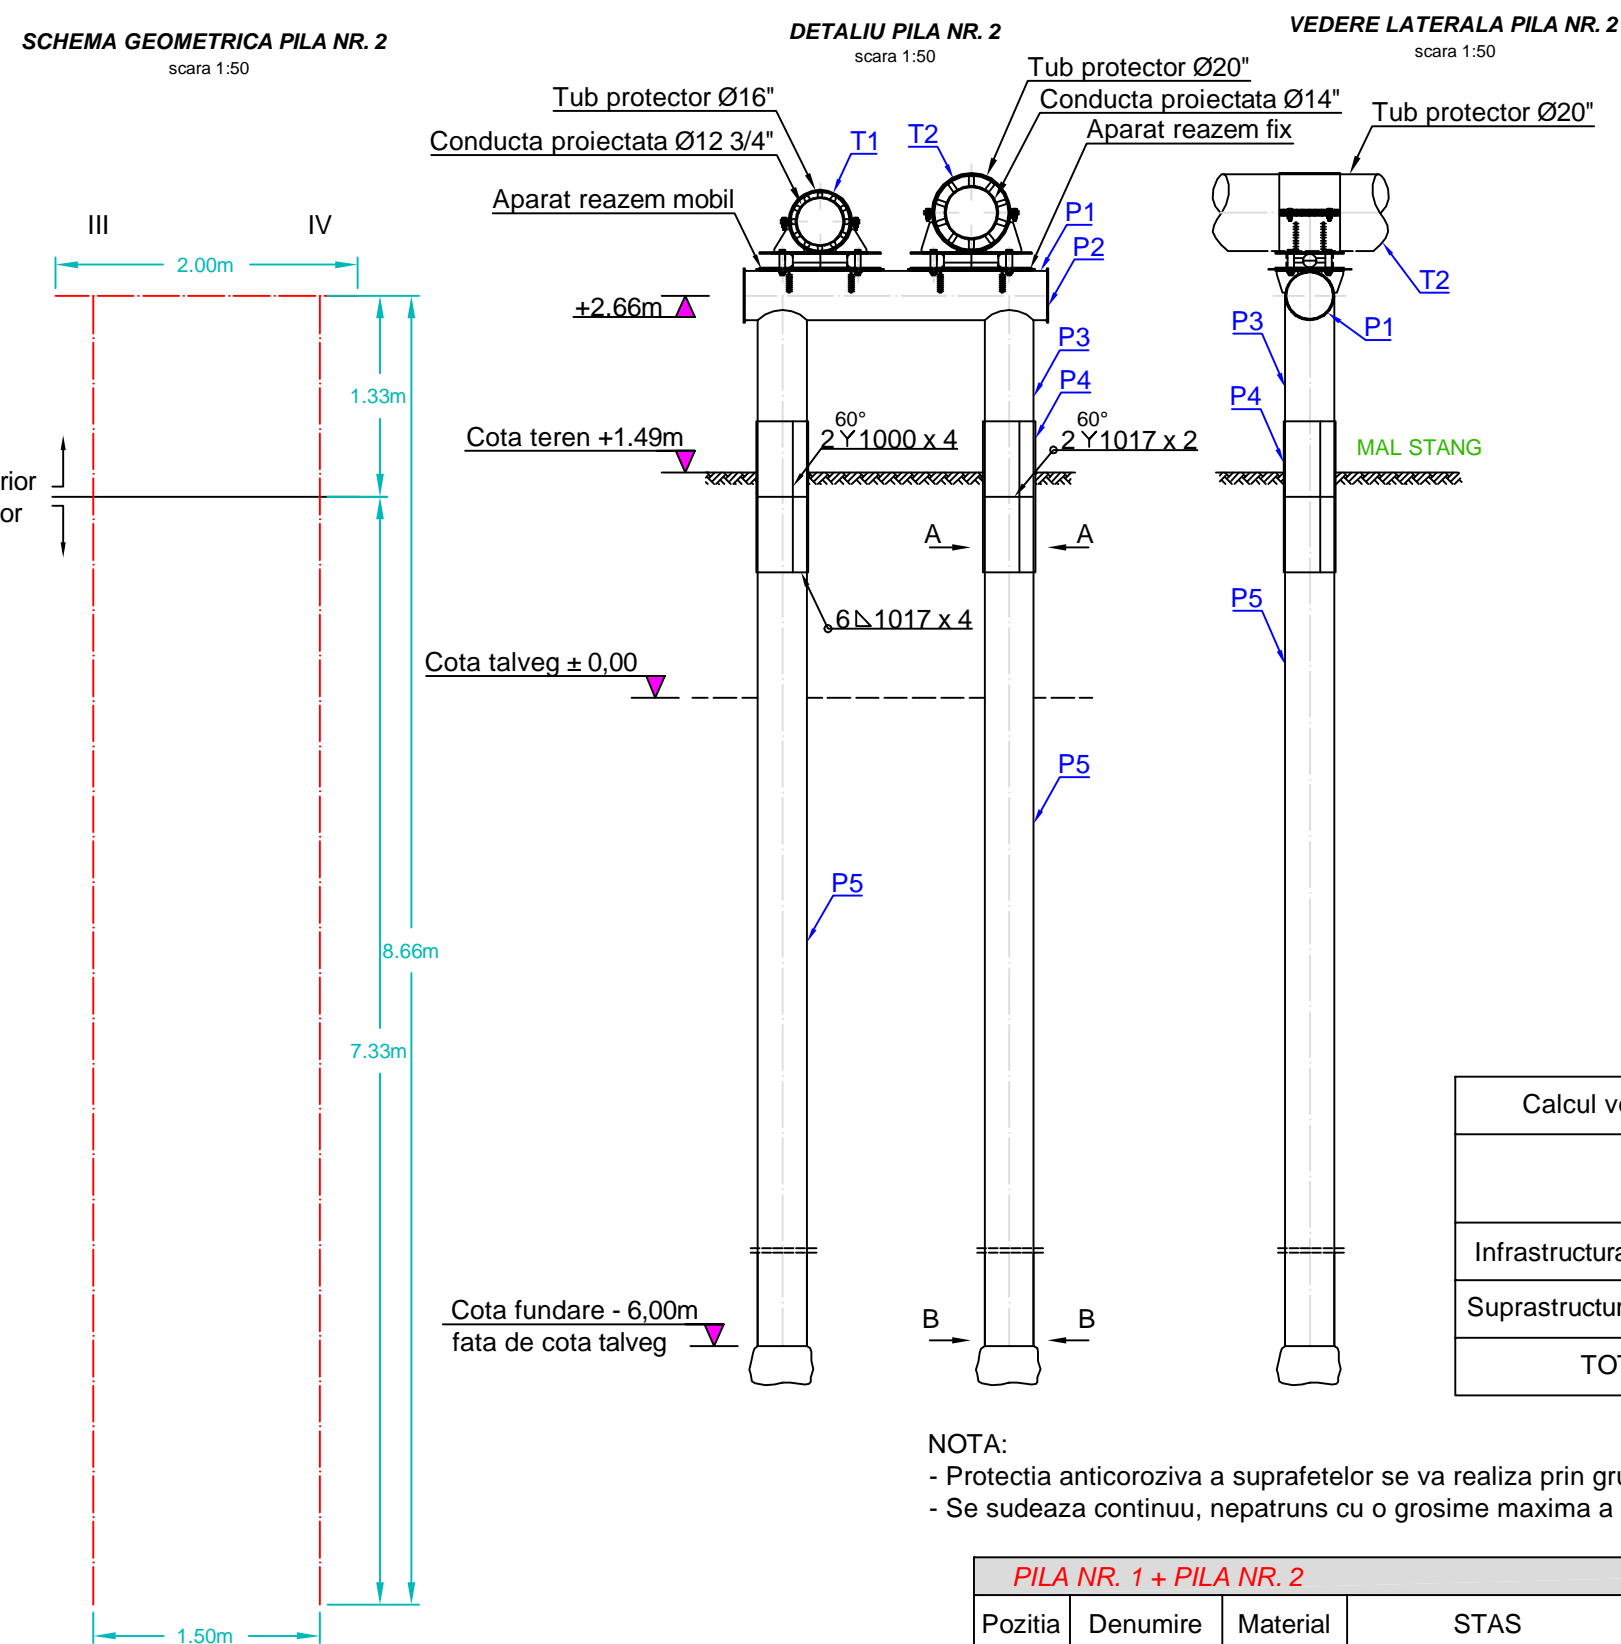 SCHEMA GEOMETRICA PILA NR. 2
scara 1:50
III
IV
2.00m
1.33m
rior
or
8.66m
7.33m
1.50m
DETALIU PILA NR. 2
scara 1:50
Tub protector Ø20"
Tub protector Ø16"
Conducta proiectata Ø14"
Conducta proiectata Ø12 3/4"
T1
T2
Aparat reazem fix
Aparat reazem mobil
P1
P2
+2.66m
P3
P4
60°
2 Y 1000 x 4
60°
2 Y 1017 x 2
Cota teren +1.49m
A
A
6 1017 x 4
Cota talveg ± 0,00
P5
P5
Cota fundare - 6,00m
fata de cota talveg
B
B
VEDERE LATERALA PILA NR. 2
scara 1:50
Tub protector Ø20"
T2
P3
P1
P4
MAL STANG
P5
Calcul v
Infrastructura
Suprastructur
TO
NOTA:
- Protectia anticoroziva a suprafetelor se va realiza prin gru
- Se sudeaza continuu, nepatruns cu o grosime maxima a
PILA NR. 1 + PILA NR. 2
Pozitia Denumire Material STAS